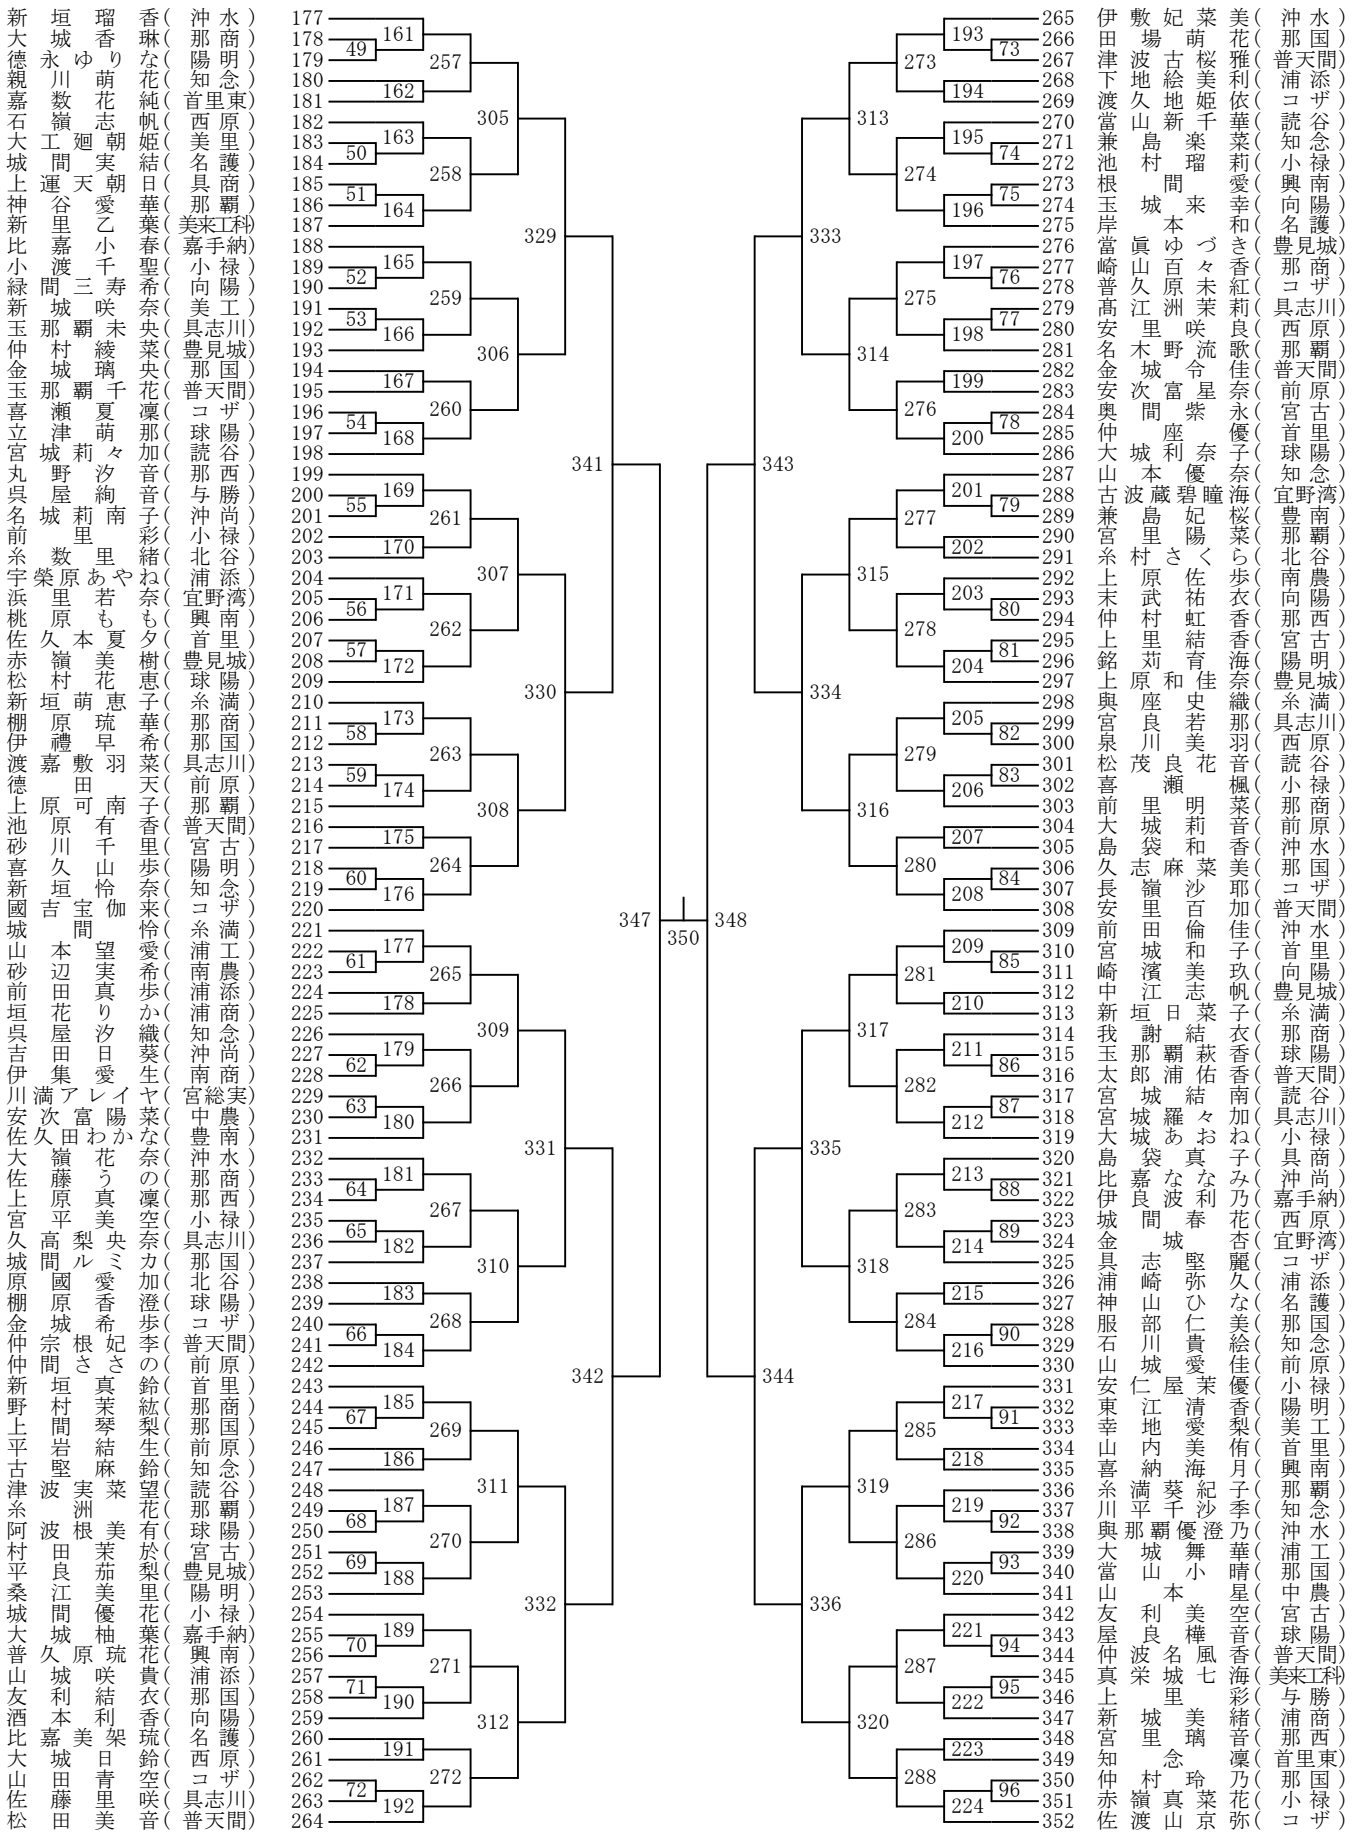 新垣瑠香(沖水) 177
大城香琳(那商) 178
德永ゆりな(陽明) 179
親川萌花(知念) 180
嘉数花純(首里東) 181
石嶺志帆(西原) 182
大工廻朝姫(美里) 183
城間実結(名護) 184
上運天朝日(具商) 185
神谷愛華(那覇) 186
新里乙葉(美来工科) 187
比嘉小春(嘉手納) 188
小渡千聖(小禄) 189
緑間三寿希(向陽) 190
新城咲奈(美工) 191
玉那覇未央(具志川) 192
仲村綾菜(豊見城) 193
金城璃央(那国) 194
玉那覇千花(普天間) 195
喜瀬夏凜(コザ) 196
立津萌那(球陽) 197
宮城莉々加(読谷) 198
丸野汐音(那西) 199
呉屋絢音(与勝) 200
名城莉南子(沖尚) 201
前里彩(小禄) 202
糸数里緒(北谷) 203
宇榮原あやね(浦添) 204
浜里若奈(宜野湾) 205
桃原もも(興南) 206
佐久本夏夕(首里) 207
赤嶺美樹(豊見城) 208
松村花恵(球陽) 209
新垣萌恵子(糸満) 210
棚原琉華(那商) 211
伊禮早希(那国) 212
渡嘉敷羽菜(具志川) 213
德田天(前原) 214
上原可南子(那覇) 215
池原有香(普天間) 216
砂川千里(宮古) 217
喜久山歩(陽明) 218
新垣怜奈(知念) 219
國吉宝伽来(コザ) 220
城間怜(糸満) 221
山本望愛(浦工) 222
砂辺実希(南農) 223
前田真歩(浦添) 224
垣花りか(浦商) 225
呉屋汐織(知念) 226
吉田日葵(沖尚) 227
伊集愛生(南商) 228
川満アレイヤ(宮総実) 229
安次富陽菜(中農) 230
佐久田わかな(豊南) 231
大嶺花奈(沖水) 232
佐藤うの(那商) 233
上原真凜(那西) 234
宮平美空(小禄) 235
久高梨央奈(具志川) 236
城間ルミカ(那国) 237
原國愛加(北谷) 238
棚原香澄(球陽) 239
金城希歩(コザ) 240
仲宗根妃李(普天間) 241
仲間ささの(前原) 242
新垣真鈴(首里) 243
野村茉紘(那商) 244
上間琴梨(那国) 245
平岩結生(前原) 246
古堅麻鈴(知念) 247
津波実菜望(読谷) 248
糸洲花(那覇) 249
阿波根美有(球陽) 250
村田茉於(宮古) 251
平良茄梨(豊見城) 252
桑江美里(陽明) 253
城間優花(小禄) 254
大城柚葉(嘉手納) 255
普久原琉花(興南) 256
山城咲貴(浦添) 257
友利結衣(那国) 258
酒本利香(向陽) 259
比嘉美架琉(名護) 260
大城日鈴(西原) 261
山田青空(コザ) 262
佐藤里咲(具志川) 263
松田美音(普天間) 264
49
50
51
52
53
54
55
56
57
58
59
60
61
62
63
64
65
66
67
68
69
70
71
72
161
162
163
164
165
166
167
168
169
170
171
172
173
174
175
176
177
178
179
180
181
182
183
184
185
186
187
188
189
190
191
192
257
258
259
260
261
262
263
264
265
266
267
268
269
270
271
272
305
306
307
308
309
310
311
312
329
330
331
332
341
342
347
350
348
343
344
333
334
335
336
313
314
315
316
317
318
319
320
273
274
275
276
277
278
279
280
281
282
283
284
285
286
287
288
193
194
195
196
197
198
199
200
201
202
203
204
205
206
207
208
209
210
211
212
213
214
215
216
217
218
219
220
221
222
223
224
73
74
75
76
77
78
79
80
81
82
83
84
85
86
87
88
89
90
91
92
93
94
95
96
265 伊敷妃菜美(沖水)
266 田場萌花(那国)
267 津波古桜雅(普天間)
268 下地絵美利(浦添)
269 渡久地姫依(コザ)
270 當山新千華(読谷)
271 兼島楽菜(知念)
272 池村瑠莉(小禄)
273 根間愛(興南)
274 玉城来幸(向陽)
275 岸本和(名護)
276 當眞ゆづき(豊見城)
277 崎山百々香(那商)
278 普久原未紅(コザ)
279 髙江洲茉莉(具志川)
280 安里咲良(西原)
281 名木野流歌(那覇)
282 金城令佳(普天間)
283 安次富星奈(前原)
284 奥間紫永(宮古)
285 仲座優(首里)
286 大城利奈子(球陽)
287 山本優奈(知念)
288 古波蔵碧瞳海(宜野湾)
289 兼島妃桜(豊南)
290 宮里陽菜(那覇)
291 糸村さくら(北谷)
292 上原佐歩(南農)
293 末武祐衣(向陽)
294 仲村虹香(那西)
295 上里結香(宮古)
296 銘苅育海(陽明)
297 上原和佳奈(豊見城)
298 與座史織(糸満)
299 宮良若那(具志川)
300 泉川美羽(西原)
301 松茂良花音(読谷)
302 喜瀬楓(小禄)
303 前里明菜(那商)
304 大城莉音(前原)
305 島袋和香(沖水)
306 久志麻菜美(那国)
307 長嶺沙耶(コザ)
308 安里百加(普天間)
309 前田倫佳(沖水)
310 宮城和子(首里)
311 崎濱美玖(向陽)
312 中江志帆(豊見城)
313 新垣日菜子(糸満)
314 我謝結衣(那商)
315 玉那覇萩香(球陽)
316 太郎浦佑香(普天間)
317 宮城結南(読谷)
318 宮城羅々加(具志川)
319 大城あおね(小禄)
320 島袋真子(具商)
321 比嘉ななみ(沖尚)
322 伊良波利乃(嘉手納)
323 城間春花(西原)
324 金城杏(宜野湾)
325 具志堅麗(コザ)
326 浦崎弥久(浦添)
327 神山ひな(名護)
328 服部仁美(那国)
329 石川貴絵(知念)
330 山城愛佳(前原)
331 安仁屋茉優(小禄)
332 東江清香(陽明)
333 幸地愛梨(美工)
334 山内美侑(首里)
335 喜納海月(興南)
336 糸満葵紀子(那覇)
337 川平千沙季(知念)
338 與那覇優澄乃(沖水)
339 大城舞華(浦工)
340 當山小晴(那国)
341 山本星(中農)
342 友利美空(宮古)
343 屋良樺音(球陽)
344 仲波名風香(普天間)
345 真栄城七海(美来工科)
346 上里彩(与勝)
347 新城美緒(浦商)
348 宮里璃音(那西)
349 知念凜(首里東)
350 仲村玲乃(那国)
351 赤嶺真菜花(小禄)
352 佐渡山京弥(コザ)